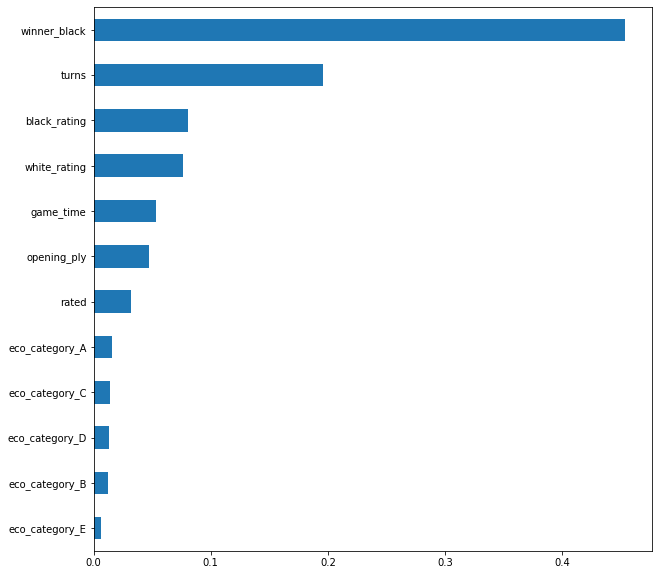 winner_black
turns
black_rating
white_rating
game_time
opening_ply
rated
eco_category_A
eco_category_C
eco_category_D
eco_category_B
eco_category_E
0.0 0.1 0.2 0.3 0.4